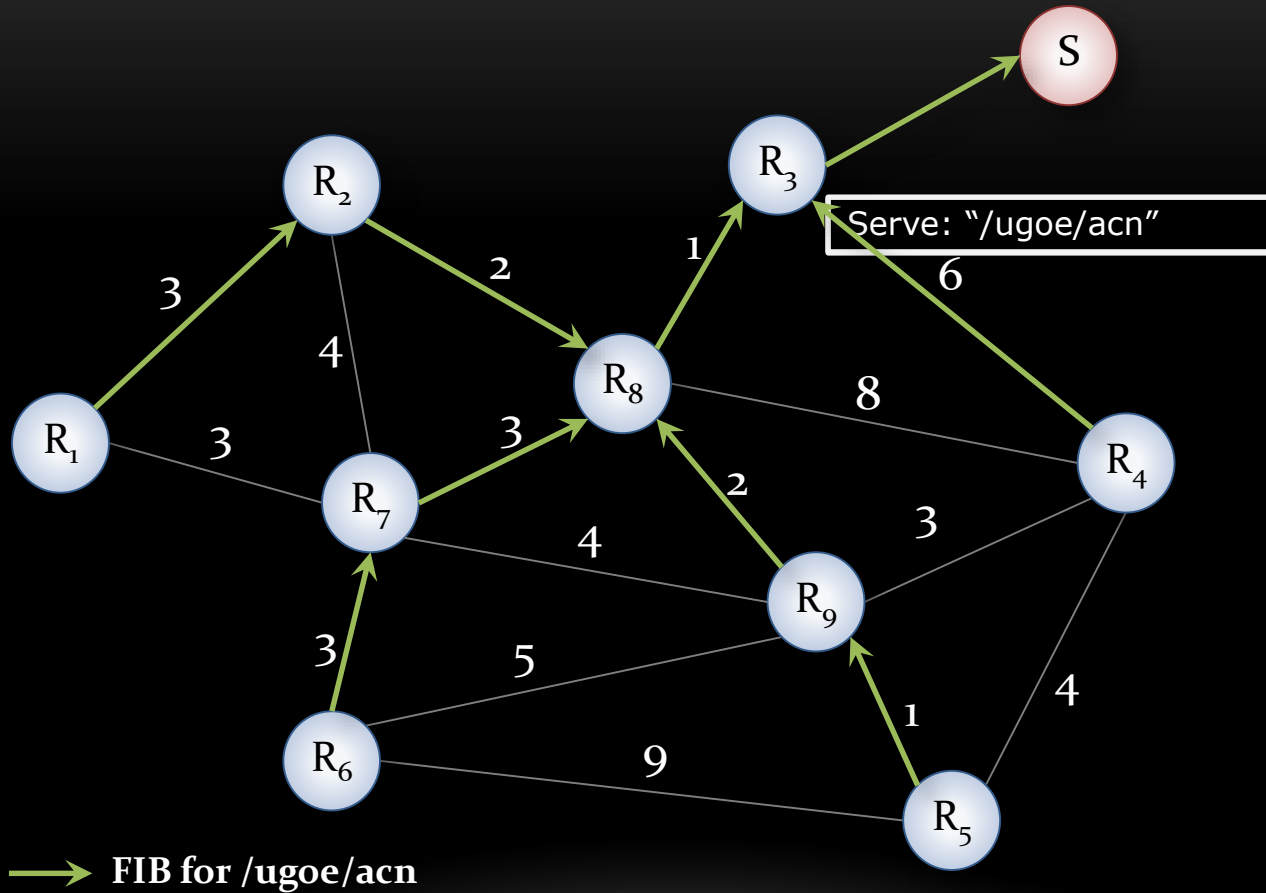 S
R₃
R₂
Serve: “/ugoe/acn”
1
6
2
3
4
R₈
8
R₁
3
3
R₄
R₇
2
3
4
R₉
3
5
4
1
9
R₆
R₅
FIB for /ugoe/acn